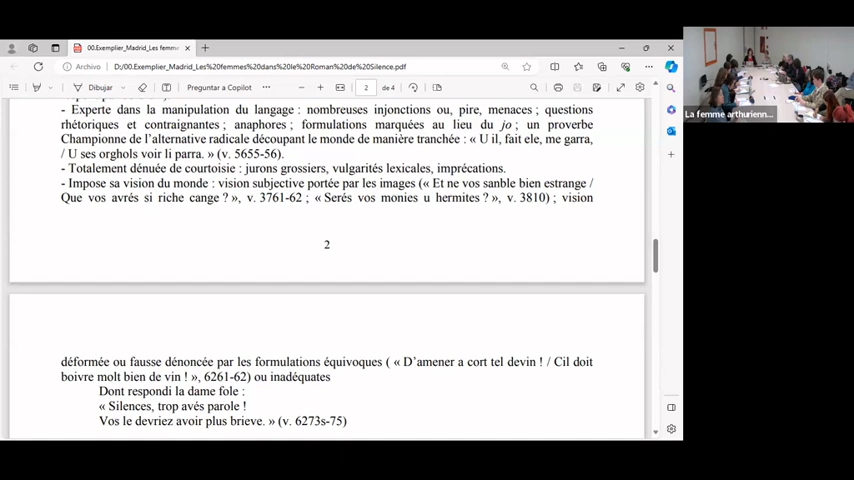 00.Exemplier_Madrid_Les femme
Archivo
D:/00.Exemplier_Madrid_Les%20femmes%20dans%20le%20Roman%20de%20Silence.pdf
Dibujar
Preguntar a Copilot
2
de 4
- Experte dans la manipulation du langage : nombreuses injonctions ou, pire, menaces ; questions
rhétoriques et contraignantes ; anaphores ; formulations marquées au lieu du jo ; un proverbe
Championne de l'alternative radicale découpant le monde de manière tranchée : « U il, fait ele, me garra,
/ U ses orghols voir li parra. » (v. 5655-56).
- Totalement dénuée de courtoisie : jurons grossiers, vulgarités lexicales, imprécations.
- Impose sa vision du monde : vision subjective portée par les images (« Et ne vos sanble bien estrange /
Que vos avrés si riche cange ? », v. 3761-62 ; « Serés vos monies u hermites ? », v. 3810) ; vision
2
déformée ou fausse dénoncée par les formulations équivoques ( « D'amener a cort tel devin ! / Cil doit
boivre molt bien de vin ! », 6261-62) ou inadéquates
Dont respondi la dame fole :
« Silences, trop avés parole !
Vos le devriez avoir plus brieve. » (v. 6273s-75)
La femme arthurienn...